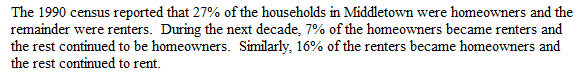 The 1990 census reported that 27% of the households in Middletown were homeowners and the
remainder were renters.  During the next decade, 7% of the homeowners became renters and
the rest continued to be homeowners.  Similarly, 16% of the renters became homeowners and
the rest continued to rent.